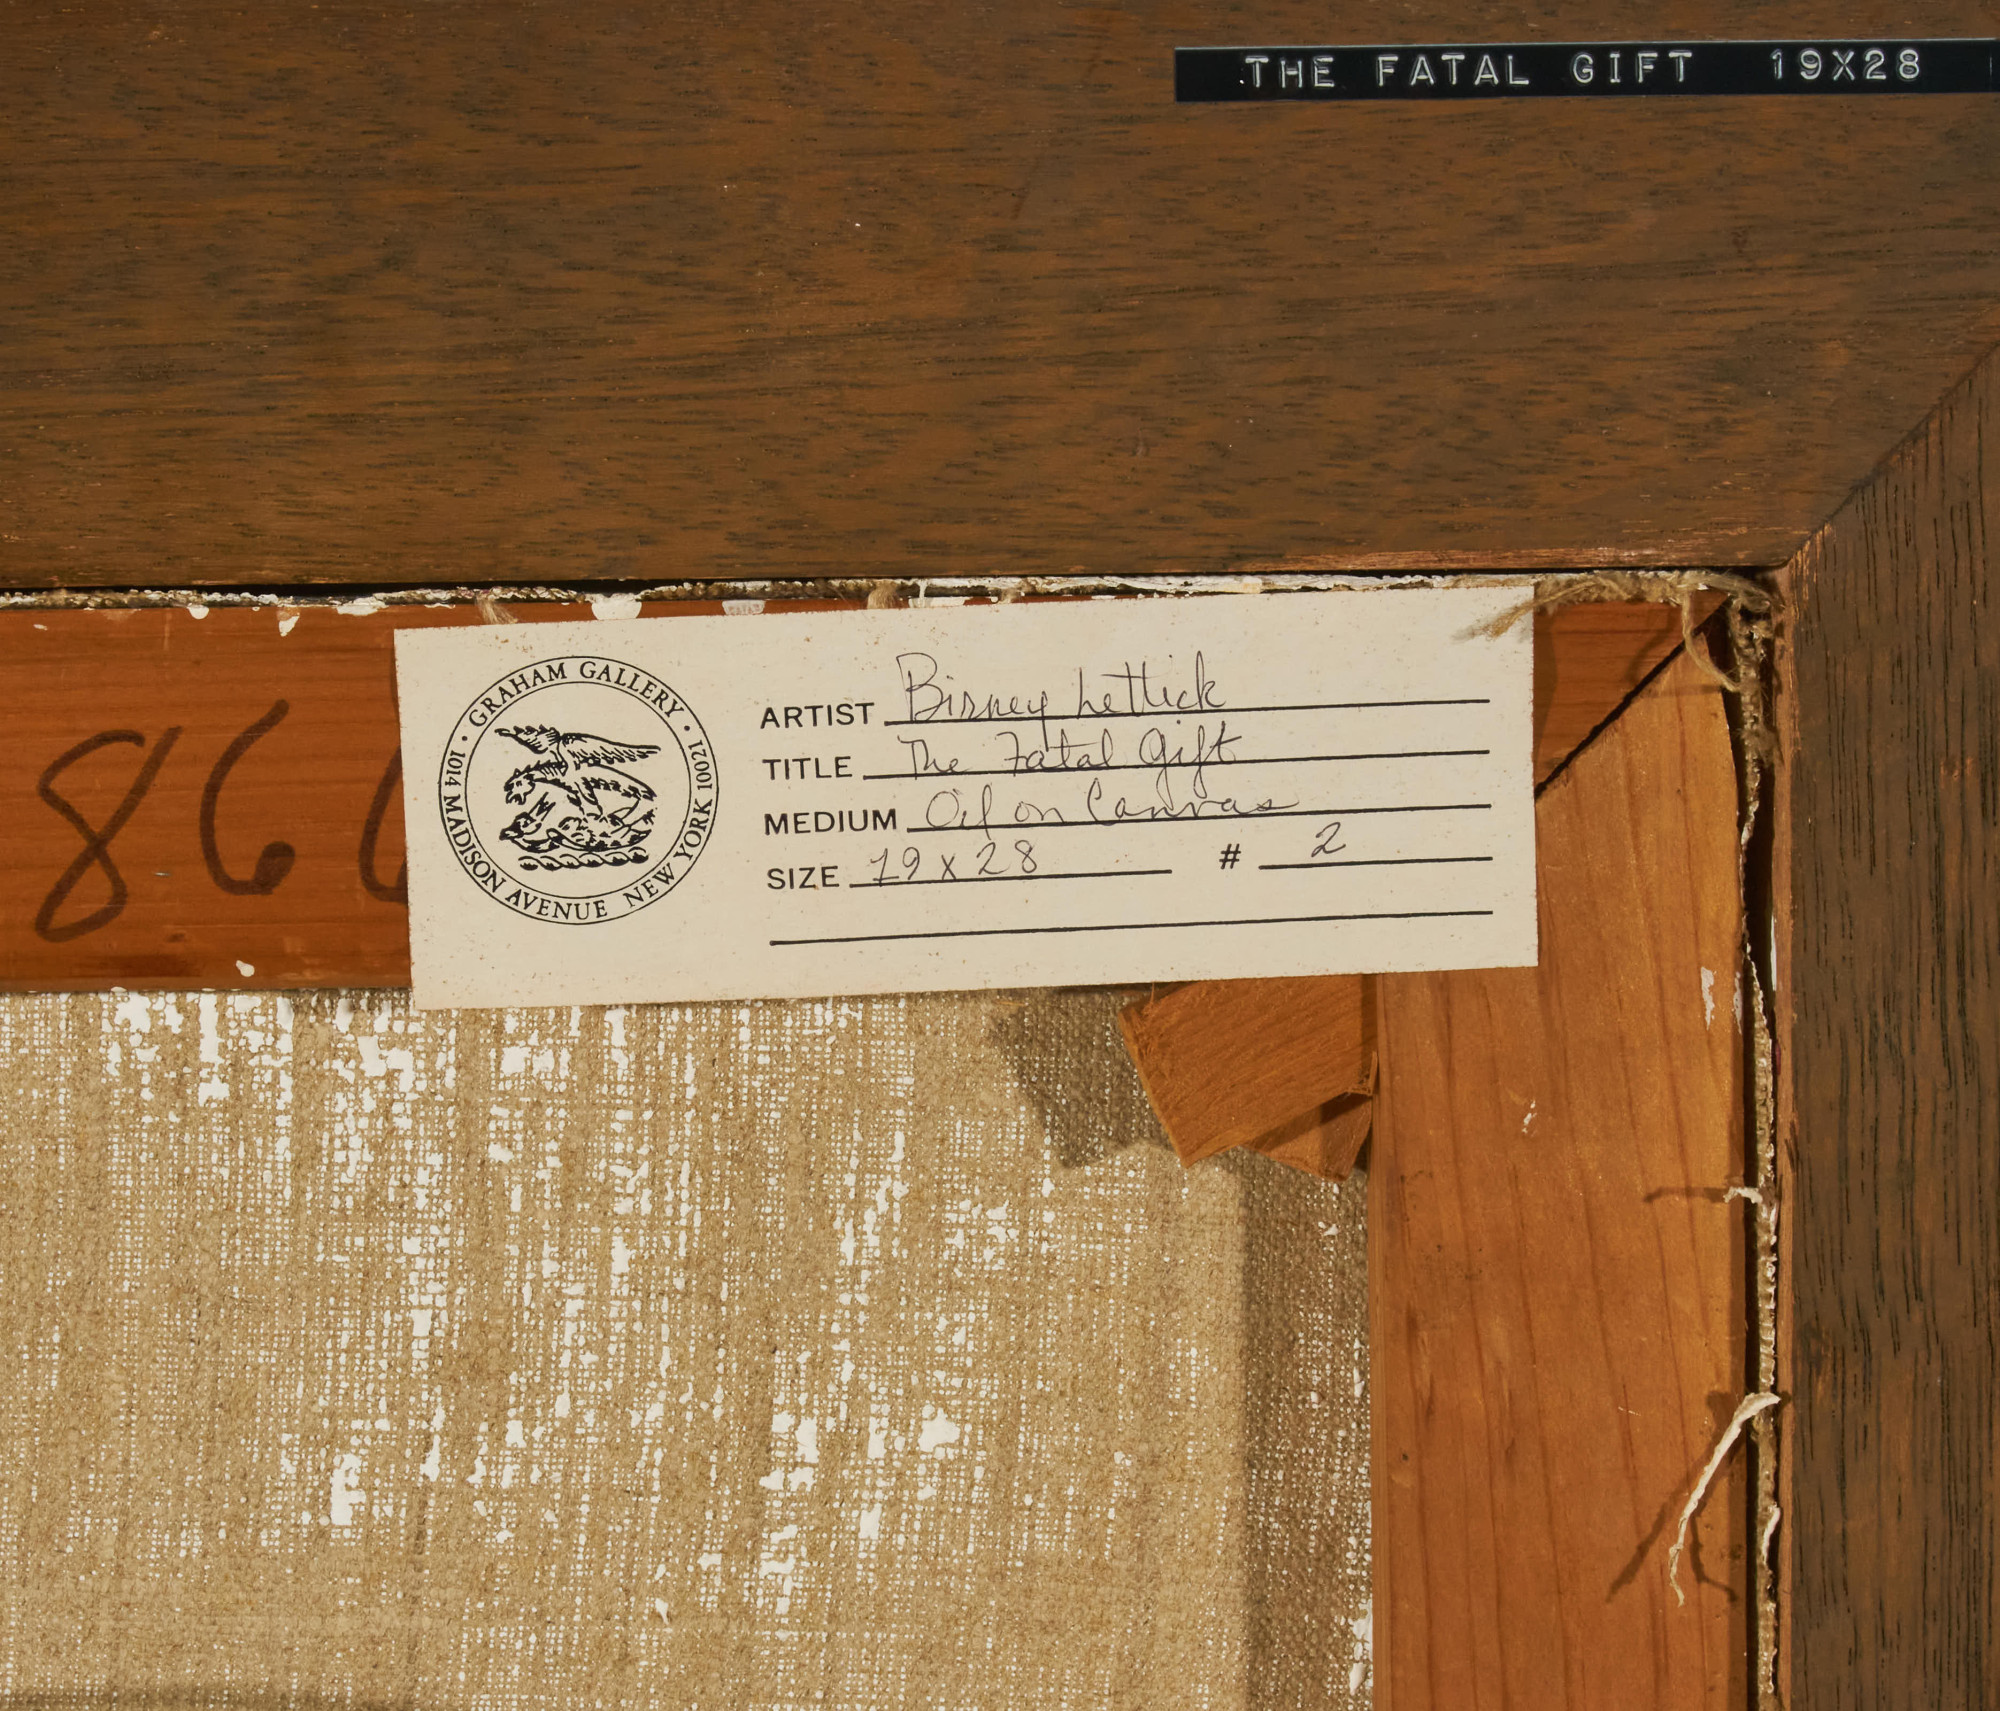 THE FATAL GIFT 19X28
GRAHAM GALLERY • 1014 MADISON AVENUE NEW YORK 10021 •
ARTIST Birney Lettick
TITLE The Fatal Gift
MEDIUM Oil on Canvas
SIZE 19 x 28 # 2
86